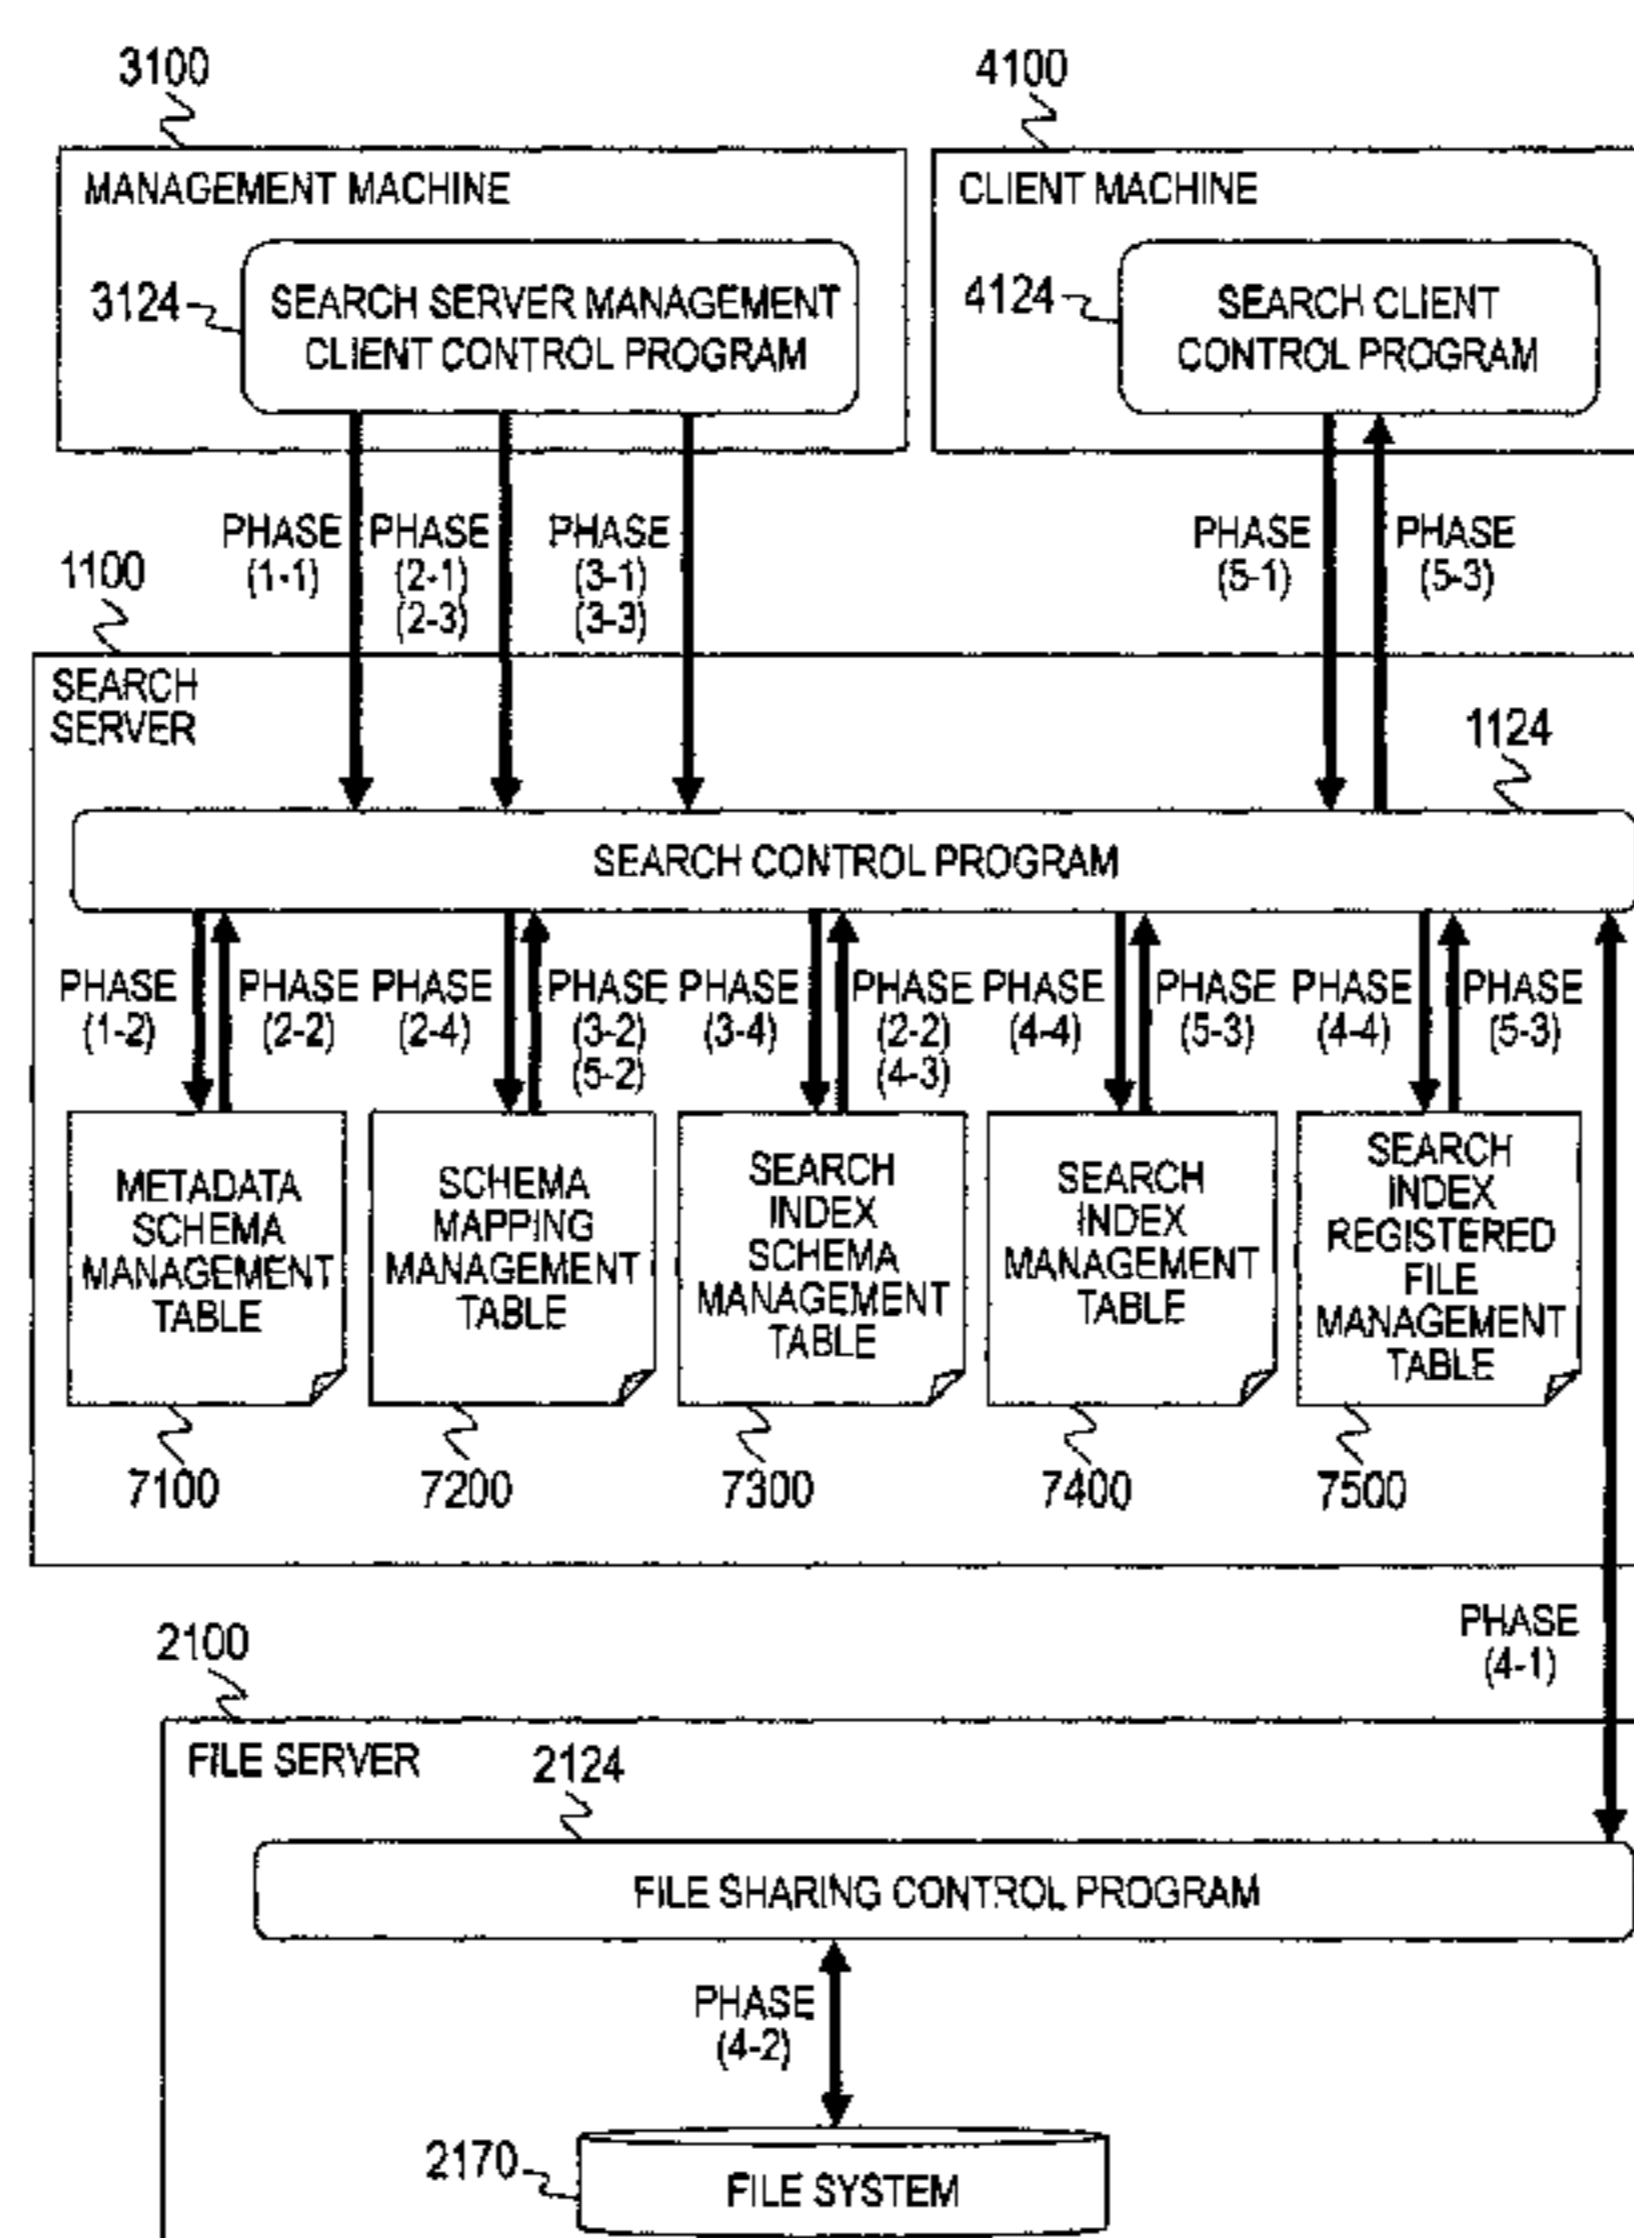 3100
4100
MANAGEMENT MACHINE
CLIENT MACHINE
3124
SEARCH SERVER MANAGEMENT
CLIENT CONTROL PROGRAM
4124
SEARCH CLIENT
CONTROL PROGRAM
PHASE
(1-1)
PHASE
(2-1)
(2-3)
PHASE
(3-1)
(3-3)
PHASE
(5-1)
PHASE
(5-3)
1100
SEARCH
SERVER
1124
SEARCH CONTROL PROGRAM
PHASE
(1-2)
PHASE
(2-2)
PHASE
(2-4)
PHASE
(3-2)
(5-2)
PHASE
(3-4)
PHASE
(2-2)
(4-3)
PHASE
(4-4)
PHASE
(5-3)
PHASE
(4-4)
PHASE
(5-3)
METADATA
SCHEMA
MANAGEMENT
TABLE
SCHEMA
MAPPING
MANAGEMENT
TABLE
SEARCH
INDEX
SCHEMA
MANAGEMENT
TABLE
SEARCH
INDEX
MANAGEMENT
TABLE
SEARCH
INDEX
REGISTERED
FILE
MANAGEMENT
TABLE
7100
7200
7300
7400
7500
PHASE
(4-1)
2100
FILE SERVER
2124
FILE SHARING CONTROL PROGRAM
PHASE
(4-2)
2170
FILE SYSTEM